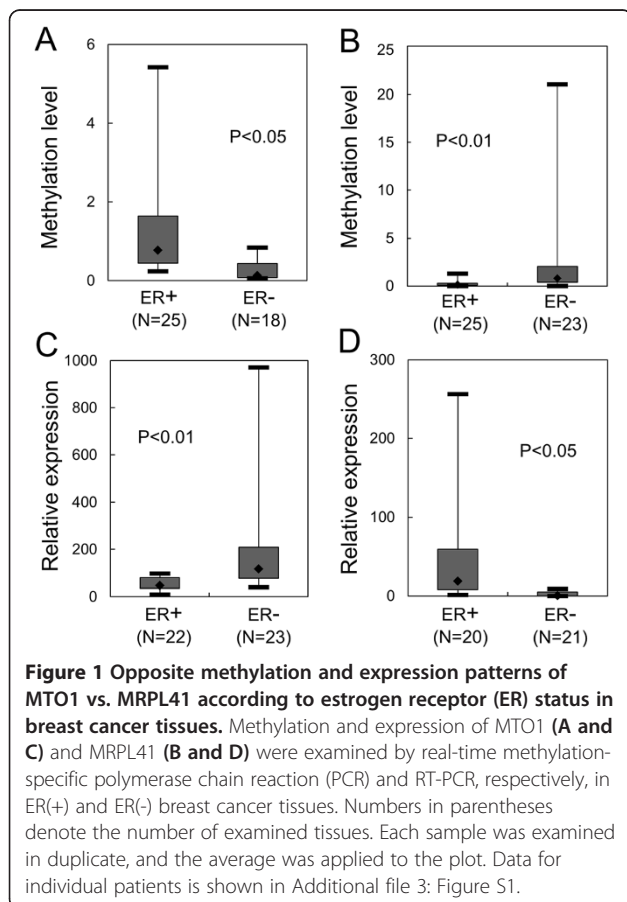 A
Methylation level
6
4
2
0
P<0.05
ER+
(N=25)
ER-
(N=18)
B
Methylation level
25
20
15
10
5
0
P<0.01
ER+
(N=25)
ER-
(N=23)
C
Relative expression
1000
800
600
400
200
0
P<0.01
ER+
(N=22)
ER-
(N=23)
D
Relative expression
300
200
100
50
0
P<0.05
ER+
(N=20)
ER-
(N=21)
Figure 1 Opposite methylation and expression patterns of
MTO1 vs. MRPL41 according to estrogen receptor (ER) status in
breast cancer tissues. Methylation and expression of MTO1 (A and
C) and MRPL41 (B and D) were examined by real-time methylation-
specific polymerase chain reaction (PCR) and RT-PCR, respectively, in
ER(+) and ER(-) breast cancer tissues. Numbers in parentheses
denote the number of examined tissues. Each sample was examined
in duplicate, and the average was applied to the plot. Data for
individual patients is shown in Additional file 3: Figure S1.